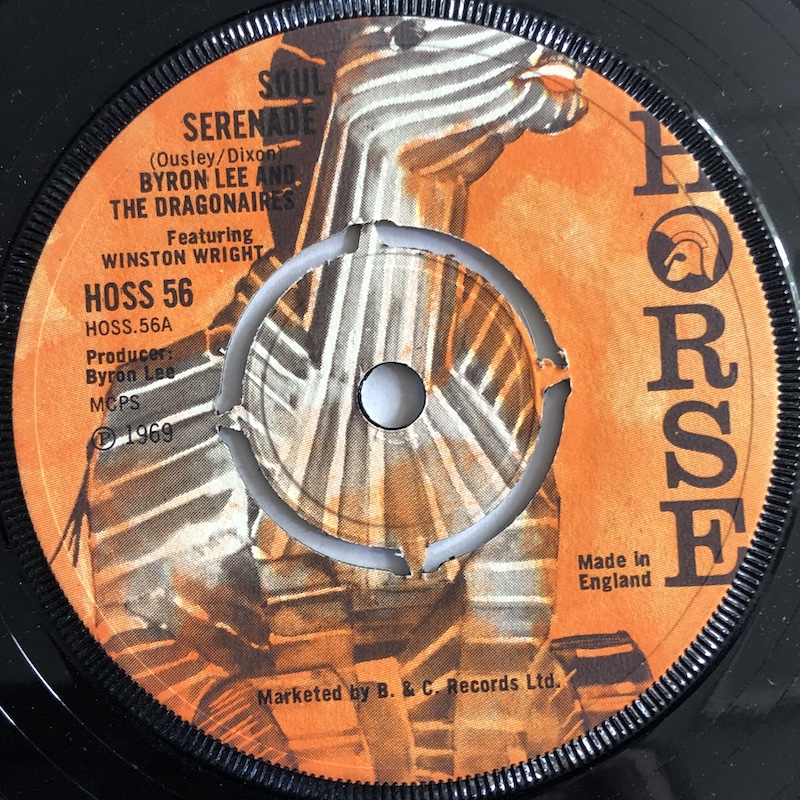 SOUL
SERENADE
(Ousley/Dixon)
BYRON LEE AND
THE DRAGONAIRES
Featuring
WINSTON WRIGHT
HOSS 56
HOSS.56A
Producer:
Byron Lee
MCPS
Ⓟ 1969
HORSE
Made in
England
Marketed by B. & C. Records Ltd.